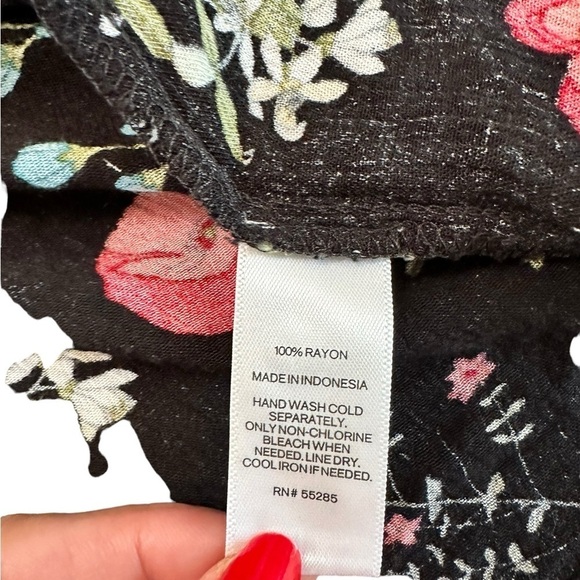 100% RAYON
MADE IN INDONESIA
HAND WASH COLD
SEPARATELY.
ONLY NON-CHLORINE
BLEACH WHEN
NEEDED. LINE DRY.
COOL IRON IF NEEDED.
RN# 55285